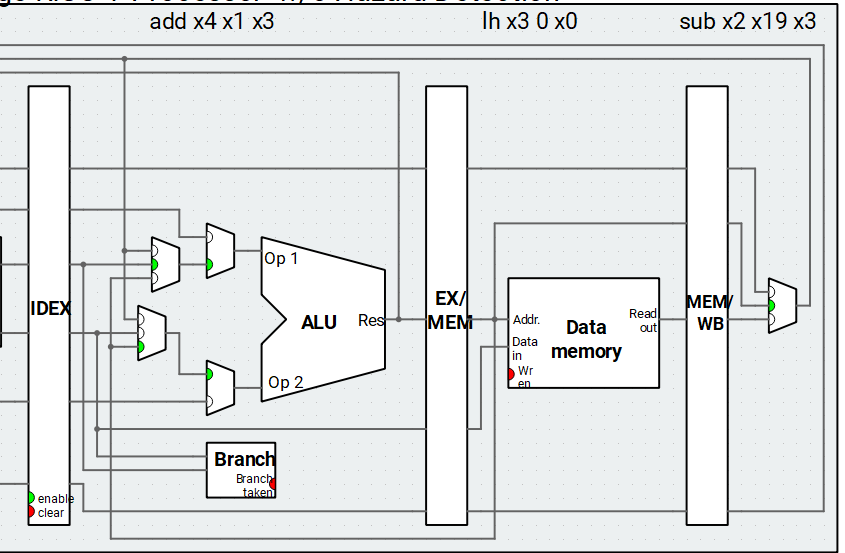 add x4 x1 x3
lh x3 0 x0
sub x2 x19 x3
Op 1
IDEX
EX/
MEM
MEM/
WB
ALU
Res
Addr.
Data
in
Wr
en
Data
memory
Read
out
Op 2
Branch
Branch
taken
enable
clear